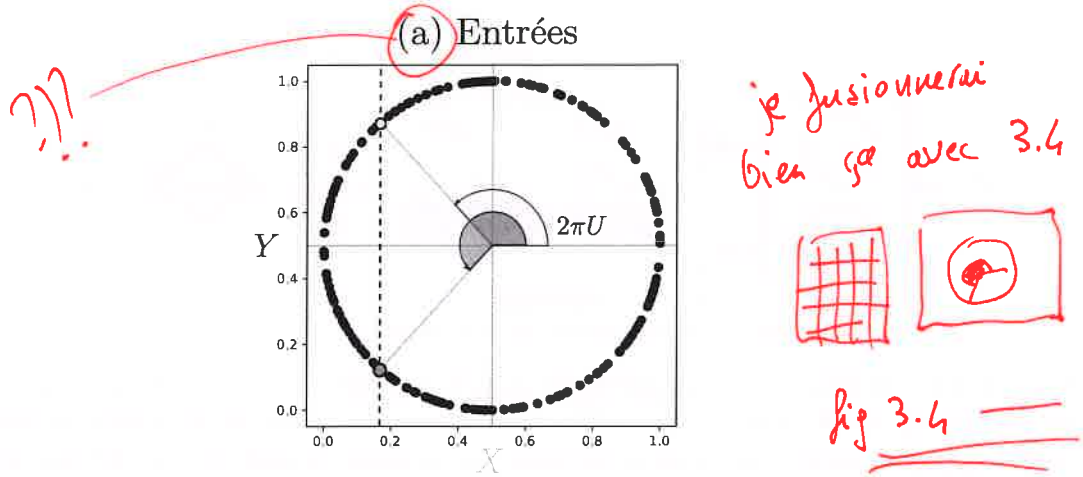 (a) Entrées
???
je fusionnerai
bien ça avec 3.4
1.0
0.8
0.6
0.4
0.2
0.0
Y
2πU
0.0 0.2 0.4 0.6 0.8 1.0
X
fig 3.4